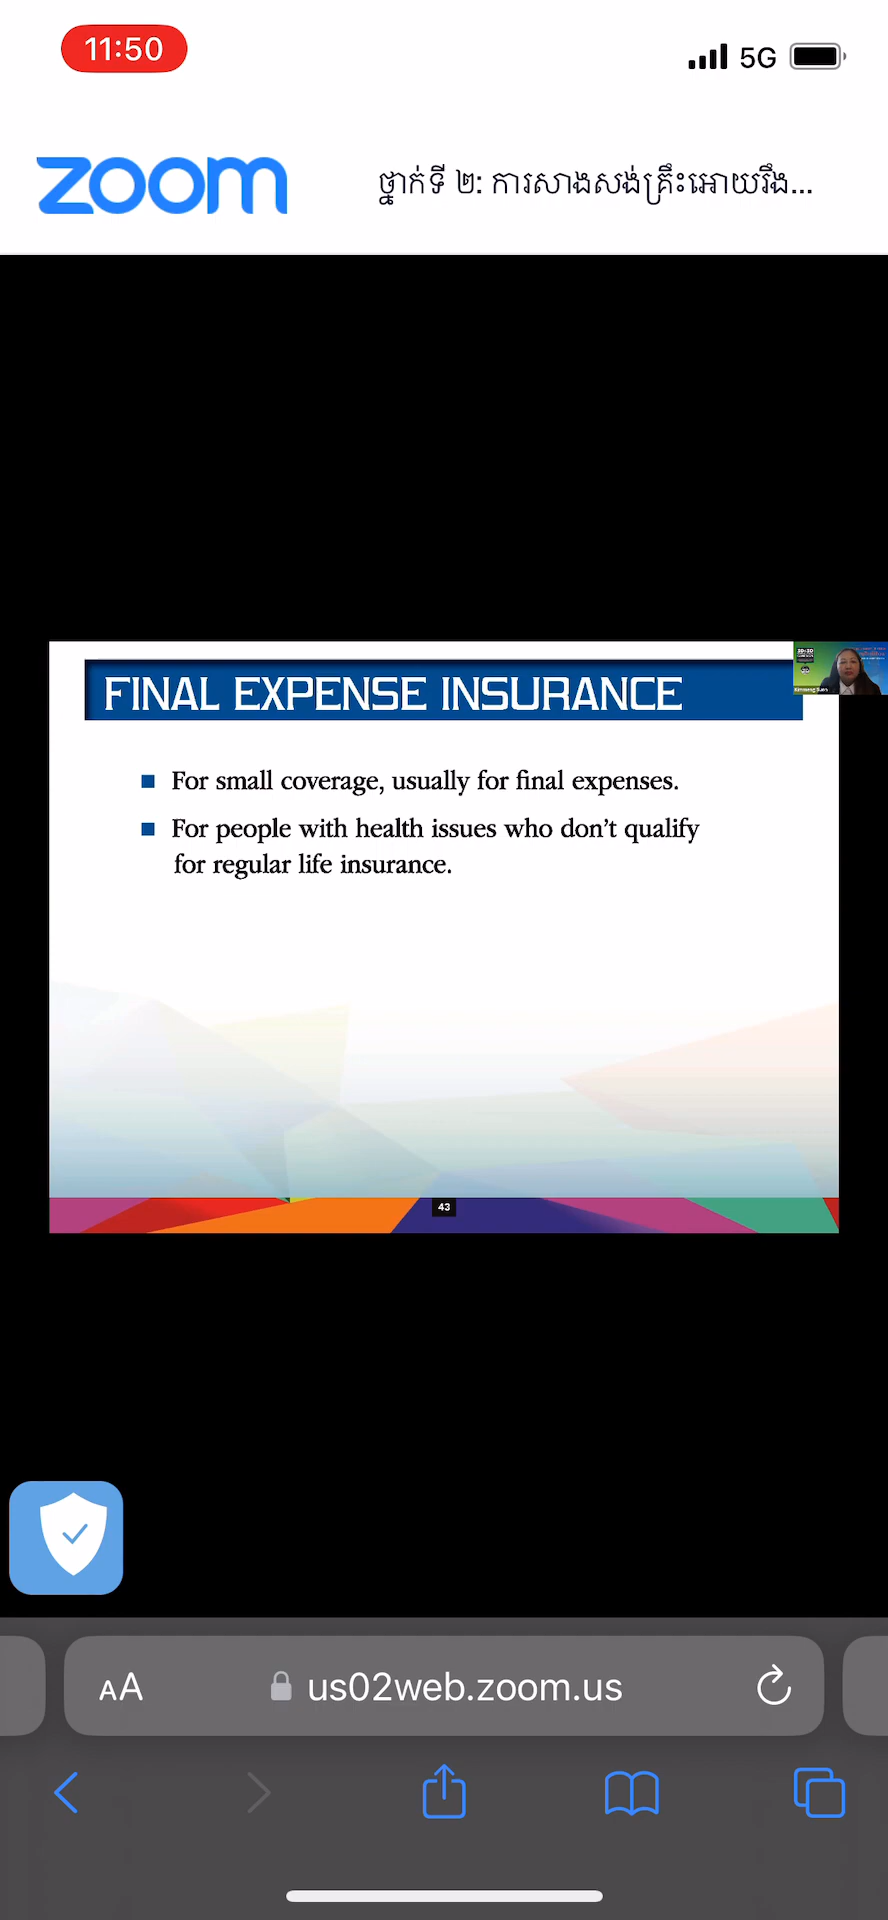 11:50
5G
zoom
ថ្នាក់ទី ២: ការសាងសង់គ្រឹះអោយរឹង...
FINAL EXPENSE INSURANCE
For small coverage, usually for final expenses.
For people with health issues who don't qualify
for regular life insurance.
43
AA
us02web.zoom.us